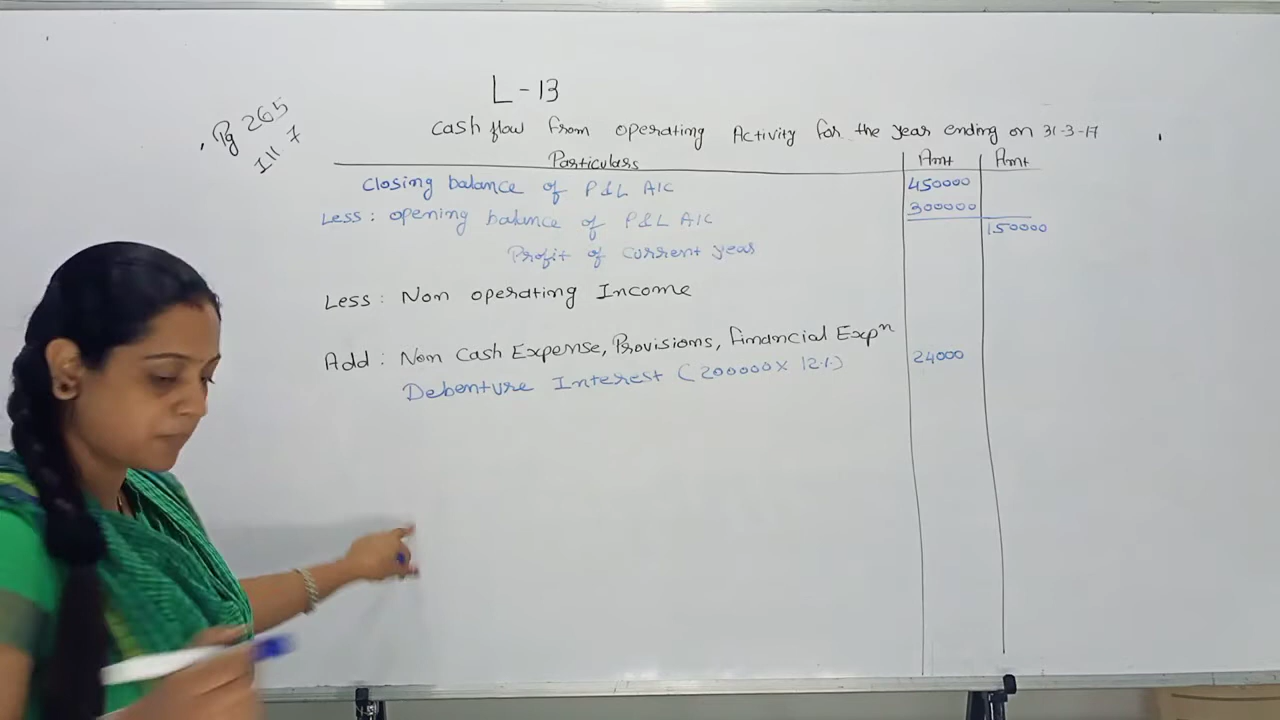 L - 13
Pg 265
Ill 7
Cash flow from operating Activity for the year ending on 31-3-17
Particulars Amt Amt
Closing balance of P&L A/C 450000
Less : opening balance of P&L A/C 300000
Profit of current year 150000
Less : Non operating Income
Add : Non Cash Expense, Provisions, Financial Expn
Debenture Interest (200000 X 12%) 24000